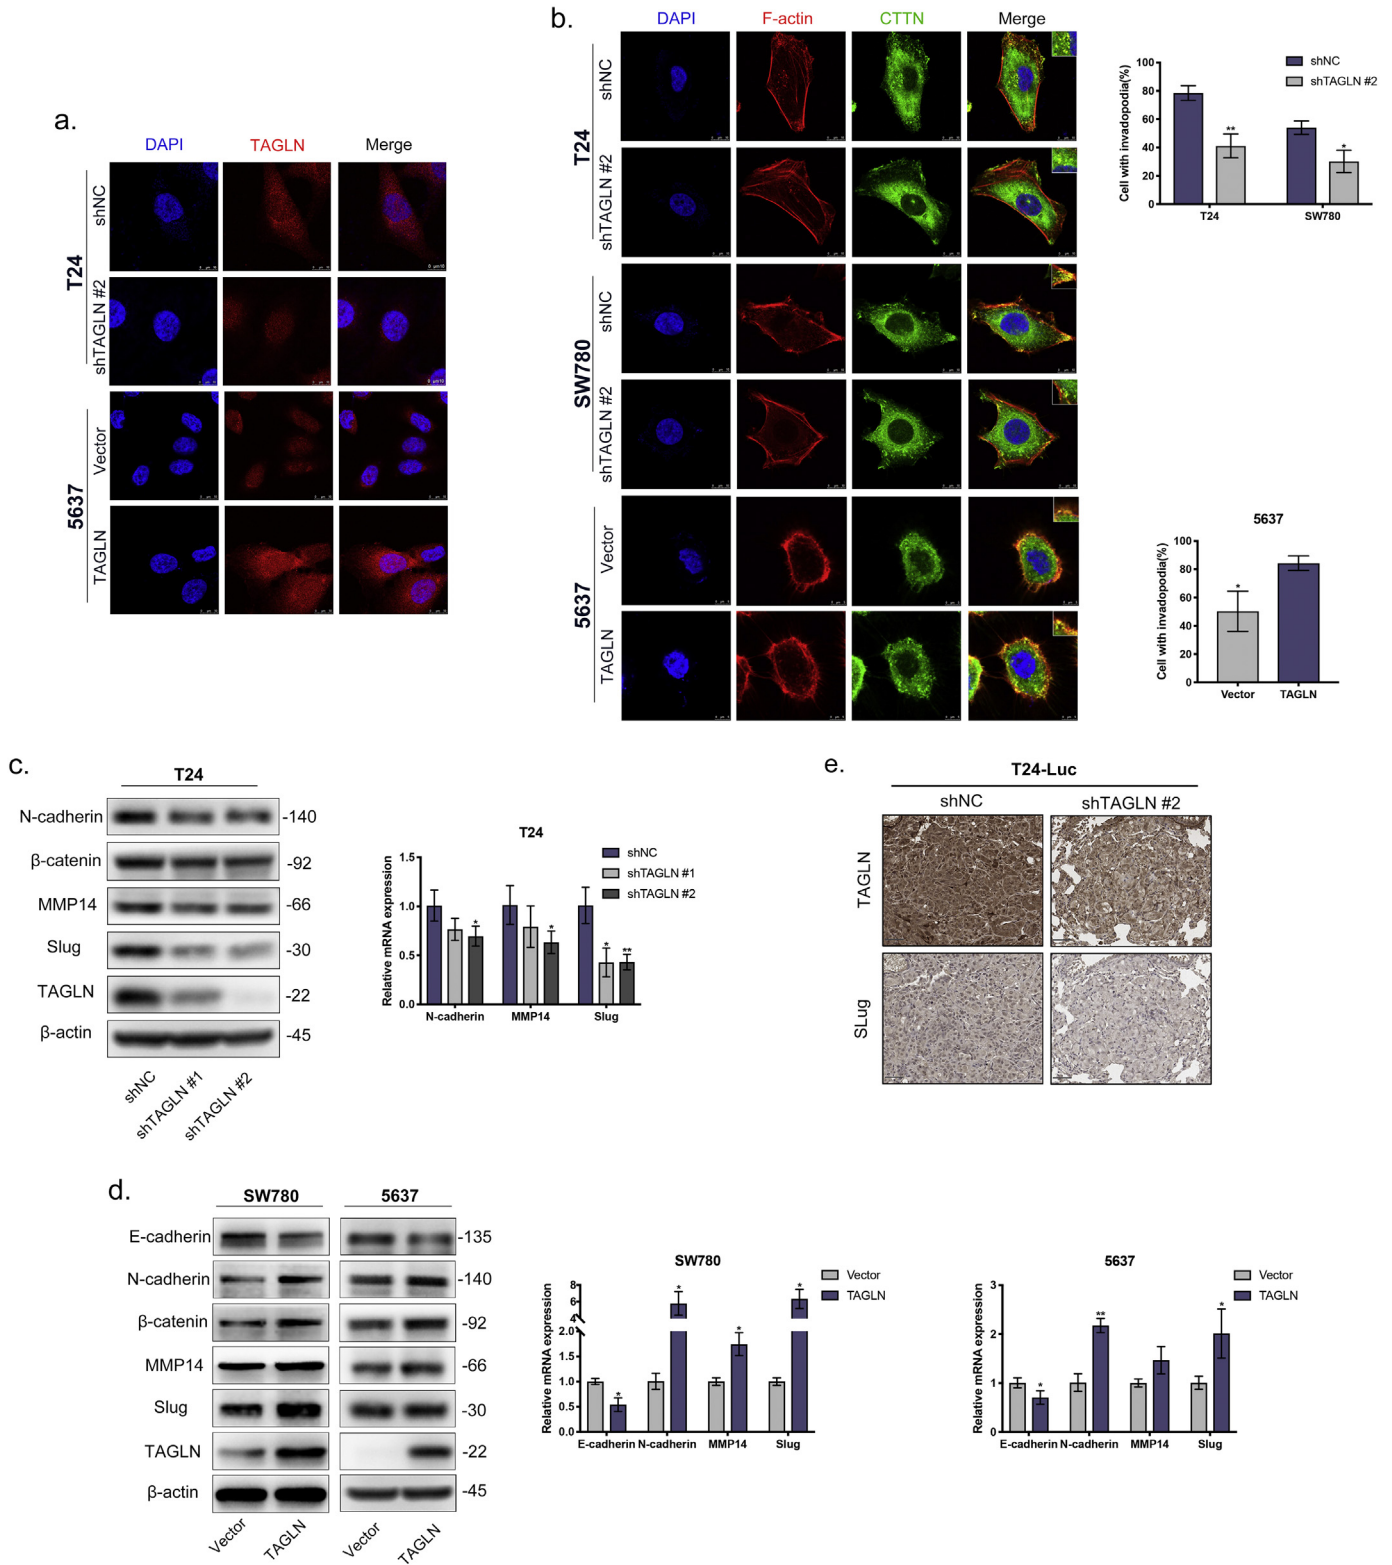 a.
DAPI TAGLN Merge
T24
shNC
shTAGLN #2
5637
Vector
TAGLN
b.
DAPI F-actin CTTN Merge
T24
shNC
shTAGLN #2
SW780
shNC
shTAGLN #2
5637
Vector
TAGLN
Cell with invadopodia(%)
100
80
60
40
20
0
shNC
shTAGLN #2
**
*
T24 SW780
5637
Cell with invadopodia(%)
100
80
60
40
20
0
*
Vector TAGLN
c.
T24
N-cadherin -140
β-catenin -92
MMP14 -66
Slug -30
TAGLN -22
β-actin -45
shNC
shTAGLN #1
shTAGLN #2
T24
Relative mRNA expression
1.5
1.0
0.5
0.0
shNC
shTAGLN #1
shTAGLN #2
* * * **
N-cadherin MMP14 Slug
e.
T24-Luc
shNC shTAGLN #2
TAGLN
SLug
d.
SW780 5637
E-cadherin -135
N-cadherin -140
β-catenin -92
MMP14 -66
Slug -30
TAGLN -22
β-actin -45
Vector TAGLN Vector TAGLN
SW780
Relative mRNA expression
8
6
4
2.0
1.5
1.0
0.5
0.0
Vector
TAGLN
* * * *
E-cadherin N-cadherin MMP14 Slug
5637
Relative mRNA expression
3
2
1
0
Vector
TAGLN
* ** *
E-cadherin N-cadherin MMP14 Slug